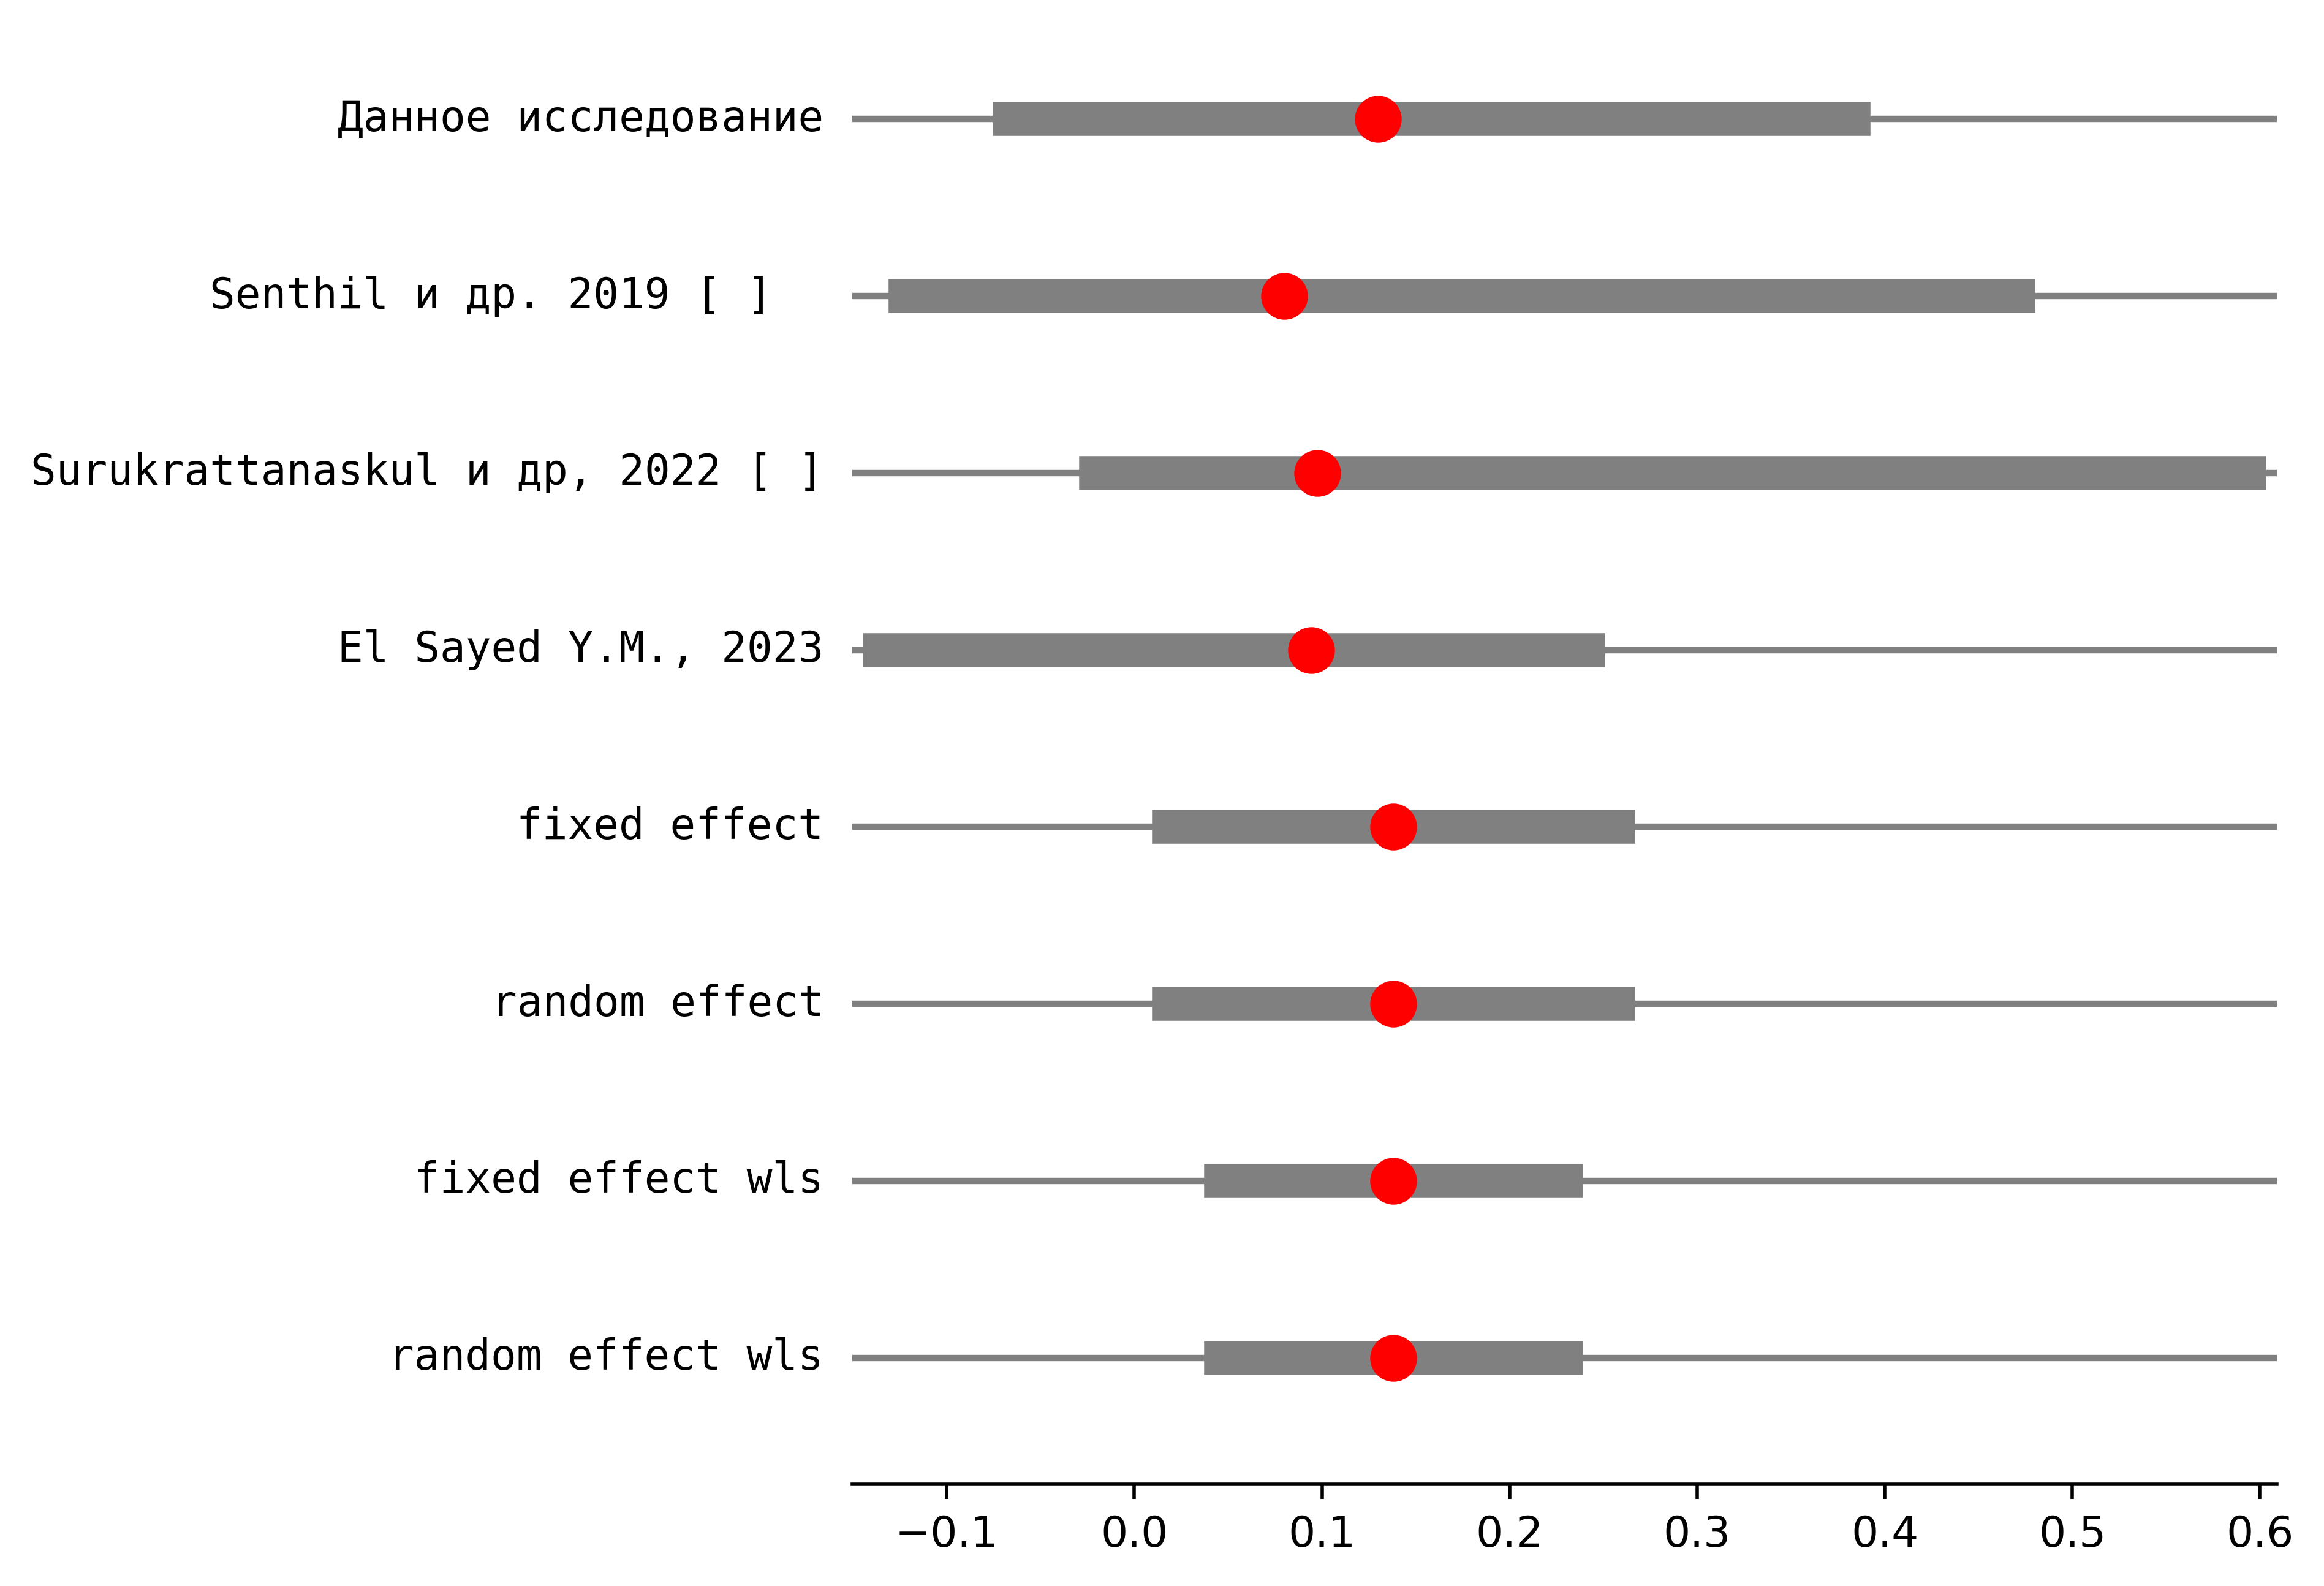 Данное исследование
Senthil и др. 2019 [ ]
Surukrattanaskul и др, 2022 [ ]
El Sayed Y.M., 2023
fixed effect
random effect
fixed effect wls
random effect wls
−0.1 0.0 0.1 0.2 0.3 0.4 0.5 0.6